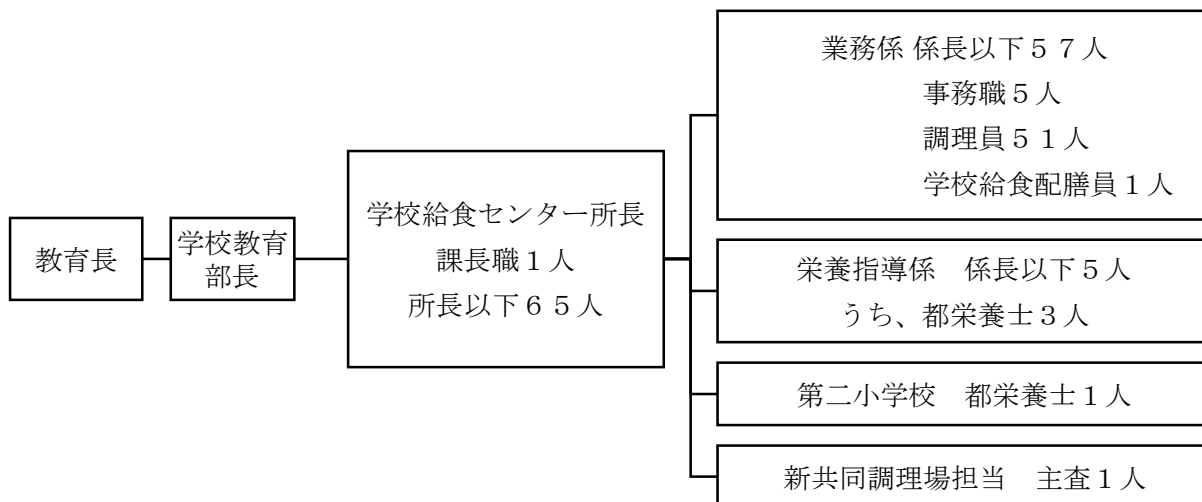 教育長
学校教育
部長
学校給食センター所長
課長職１人
所長以下６５人
業務係 係長以下５７人
事務職５人
調理員５１人
学校給食配膳員１人
栄養指導係　係長以下５人
うち、都栄養士３人
第二小学校　都栄養士１人
新共同調理場担当　主査１人